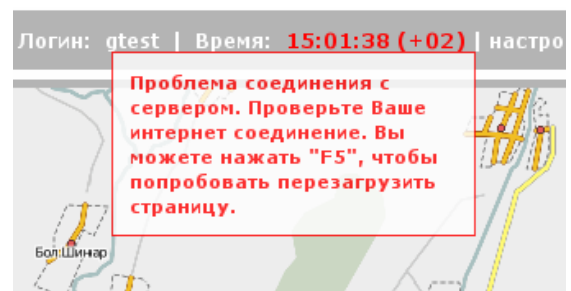 Логин: gtest | Время: 15:01:38 (+02) | настро
Проблема соединения с
сервером. Проверьте Ваше
интернет соединение. Вы
можете нажать "F5", чтобы
попробовать перезагрузить
страницу.
Бол.Шинар